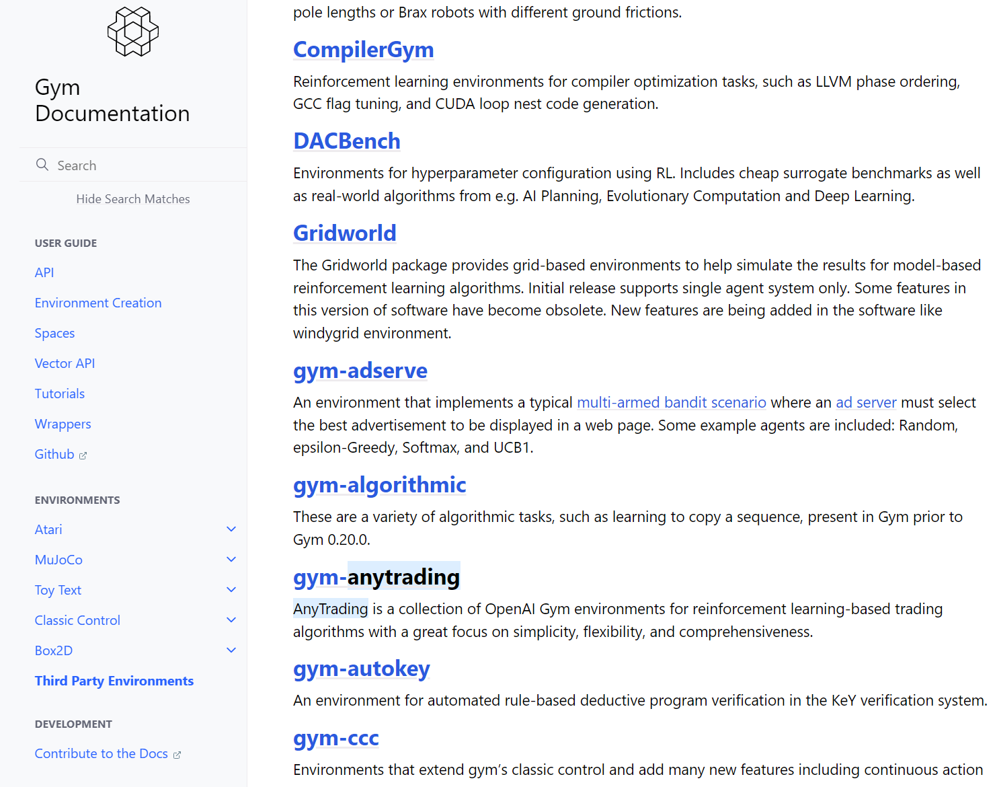 Gym
Documentation
Search
Hide Search Matches
USER GUIDE
API
Environment Creation
Spaces
Vector API
Tutorials
Wrappers
Github
ENVIRONMENTS
Atari
MuJoCo
Toy Text
Classic Control
Box2D
Third Party Environments
DEVELOPMENT
Contribute to the Docs
pole lengths or Brax robots with different ground frictions.
CompilerGym
Reinforcement learning environments for compiler optimization tasks, such as LLVM phase ordering,
GCC flag tuning, and CUDA loop nest code generation.
DACBench
Environments for hyperparameter configuration using RL. Includes cheap surrogate benchmarks as well
as real-world algorithms from e.g. AI Planning, Evolutionary Computation and Deep Learning.
Gridworld
The Gridworld package provides grid-based environments to help simulate the results for model-based
reinforcement learning algorithms. Initial release supports single agent system only. Some features in
this version of software have become obsolete. New features are being added in the software like
windygrid environment.
gym-adserve
An environment that implements a typical multi-armed bandit scenario where an ad server must select
the best advertisement to be displayed in a web page. Some example agents are included: Random,
epsilon-Greedy, Softmax, and UCB1.
gym-algorithmic
These are a variety of algorithmic tasks, such as learning to copy a sequence, present in Gym prior to
Gym 0.20.0.
gym-anytrading
AnyTrading is a collection of OpenAI Gym environments for reinforcement learning-based trading
algorithms with a great focus on simplicity, flexibility, and comprehensiveness.
gym-autokey
An environment for automated rule-based deductive program verification in the KeY verification system.
gym-ccc
Environments that extend gym's classic control and add many new features including continuous action